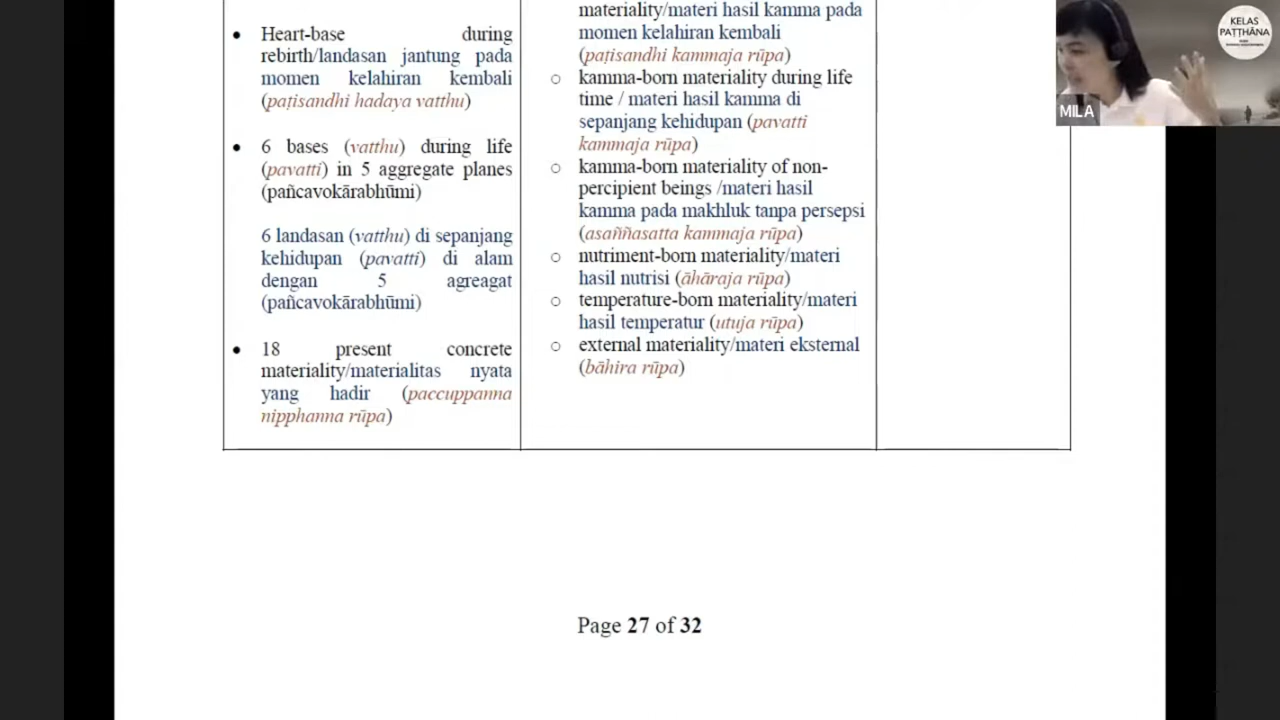 Heart-base during
rebirth/landasan jantung pada
momen kelahiran kembali
(paṭisandhi hadaya vatthu)
6 bases (vatthu) during life
(pavatti) in 5 aggregate planes
(pañcavokārabhūmi)
6 landasan (vatthu) di sepanjang
kehidupan (pavatti) di alam
dengan 5 agreagat
(pañcavokārabhūmi)
18 present concrete
materiality/materialitas nyata
yang hadir (paccuppanna
nipphanna rūpa)
materiality/materi hasil kamma pada
momen kelahiran kembali
(paṭisandhi kammaja rūpa)
kamma-born materiality during life
time / materi hasil kamma di
sepanjang kehidupan (pavatti
kammaja rūpa)
kamma-born materiality of non-
percipient beings /materi hasil
kamma pada makhluk tanpa persepsi
(asaññasatta kammaja rūpa)
nutriment-born materiality/materi
hasil nutrisi (āhāraja rūpa)
temperature-born materiality/materi
hasil temperatur (utuja rūpa)
external materiality/materi eksternal
(bāhira rūpa)
Page 27 of 32
MILA
KELAS
PAṬṬHĀNA